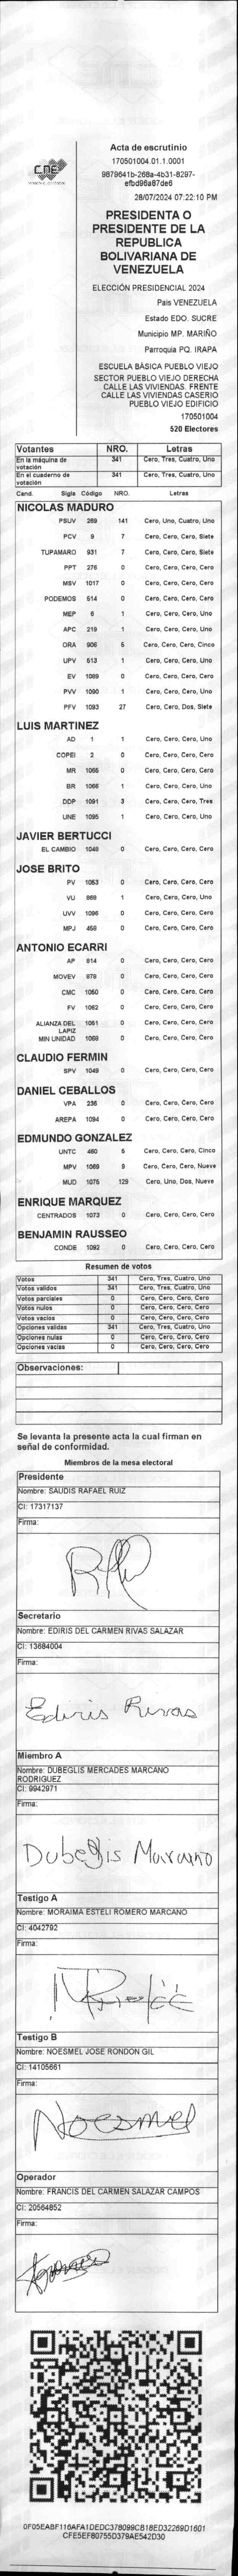 CNE
Acta de escrutinio
170501004.01.1.0001
9879641b-268a-4b31-8297-
efbd96a87de6
28/07/2024 07:22:10 PM
PRESIDENTA O
PRESIDENTE DE LA
REPUBLICA
BOLIVARIANA DE
VENEZUELA
ELECCIÓN PRESIDENCIAL 2024
Pais VENEZUELA
Estado EDO. SUCRE
Municipio MP. MARIÑO
Parroquia PQ. IRAPA
ESCUELA BÁSICA PUEBLO VIEJO
SECTOR PUEBLO VIEJO DERECHA
CALLE LAS VIVIENDAS. FRENTE
CALLE LAS VIVIENDAS CASERIO
PUEBLO VIEJO EDIFICIO
170501004
520 Electores
Votantes NRO. Letras
En la máquina de votación 341 Cero, Tres, Cuatro, Uno
En el cuaderno de votación 341 Cero, Tres, Cuatro, Uno
Cand. Sigla Código NRO. Letras
NICOLAS MADURO
PSUV 269 141 Cero, Uno, Cuatro, Uno
PCV 9 7 Cero, Cero, Cero, Siete
TUPAMARO 931 7 Cero, Cero, Cero, Siete
PPT 276 0 Cero, Cero, Cero, Cero
MSV 1017 0 Cero, Cero, Cero, Cero
PODEMOS 514 0 Cero, Cero, Cero, Cero
MEP 6 1 Cero, Cero, Cero, Uno
APC 219 1 Cero, Cero, Cero, Uno
ORA 906 5 Cero, Cero, Cero, Cinco
UPV 513 1 Cero, Cero, Cero, Uno
EV 1089 0 Cero, Cero, Cero, Cero
PVV 1090 1 Cero, Cero, Cero, Uno
PFV 1093 27 Cero, Cero, Dos, Siete
LUIS MARTINEZ
AD 1 1 Cero, Cero, Cero, Uno
COPEI 2 0 Cero, Cero, Cero, Cero
MR 1065 0 Cero, Cero, Cero, Cero
BR 1066 1 Cero, Cero, Cero, Uno
DDP 1091 3 Cero, Cero, Cero, Tres
UNE 1095 1 Cero, Cero, Cero, Uno
JAVIER BERTUCCI
EL CAMBIO 1048 0 Cero, Cero, Cero, Cero
JOSE BRITO
PV 1053 0 Cero, Cero, Cero, Cero
VU 868 1 Cero, Cero, Cero, Uno
UVV 1096 0 Cero, Cero, Cero, Cero
MPJ 458 0 Cero, Cero, Cero, Cero
ANTONIO ECARRI
AP 814 0 Cero, Cero, Cero, Cero
MOVEV 879 0 Cero, Cero, Cero, Cero
CMC 1050 0 Cero, Cero, Cero, Cero
FV 1062 0 Cero, Cero, Cero, Cero
ALIANZA DEL LAPIZ 1051 0 Cero, Cero, Cero, Cero
MIN UNIDAD 1068 0 Cero, Cero, Cero, Cero
CLAUDIO FERMIN
SPV 1049 0 Cero, Cero, Cero, Cero
DANIEL CEBALLOS
VPA 236 0 Cero, Cero, Cero, Cero
AREPA 1094 0 Cero, Cero, Cero, Cero
EDMUNDO GONZALEZ
UNTC 460 5 Cero, Cero, Cero, Cinco
MPV 1069 9 Cero, Cero, Cero, Nueve
MUD 1075 129 Cero, Uno, Dos, Nueve
ENRIQUE MARQUEZ
CENTRADOS 1073 0 Cero, Cero, Cero, Cero
BENJAMIN RAUSSEO
CONDE 1092 0 Cero, Cero, Cero, Cero
Resumen de votos
Votos 341 Cero, Tres, Cuatro, Uno
Votos validos 341 Cero, Tres, Cuatro, Uno
Votos parciales 0 Cero, Cero, Cero, Cero
Votos nulos 0 Cero, Cero, Cero, Cero
Votos vacios 0 Cero, Cero, Cero, Cero
Opciones validas 341 Cero, Tres, Cuatro, Uno
Opciones nulas 0 Cero, Cero, Cero, Cero
Opciones vacias 0 Cero, Cero, Cero, Cero
Observaciones:
Se levanta la presente acta la cual firman en
señal de conformidad.
Miembros de la mesa electoral
Presidente
Nombre: SAUDIS RAFAEL RUIZ
CI: 17317137
Firma:
Secretario
Nombre: EDIRIS DEL CARMEN RIVAS SALAZAR
CI: 13684004
Firma:
Ediris Rivas
Miembro A
Nombre: DUBEGLIS MERCADES MARCANO
RODRIGUEZ
CI: 9942971
Firma:
Dubeglis Marcano
Testigo A
Nombre: MORAIMA ESTELI ROMERO MARCANO
CI: 4042792
Firma:
Testigo B
Nombre: NOESMEL JOSE RONDON GIL
CI: 14105661
Firma:
Noesmel
Operador
Nombre: FRANCIS DEL CARMEN SALAZAR CAMPOS
CI: 20564852
Firma:
0F05EABF116AFA1DEDC378099CB18ED32269D1601
CFE5EF80755D379AE542D30